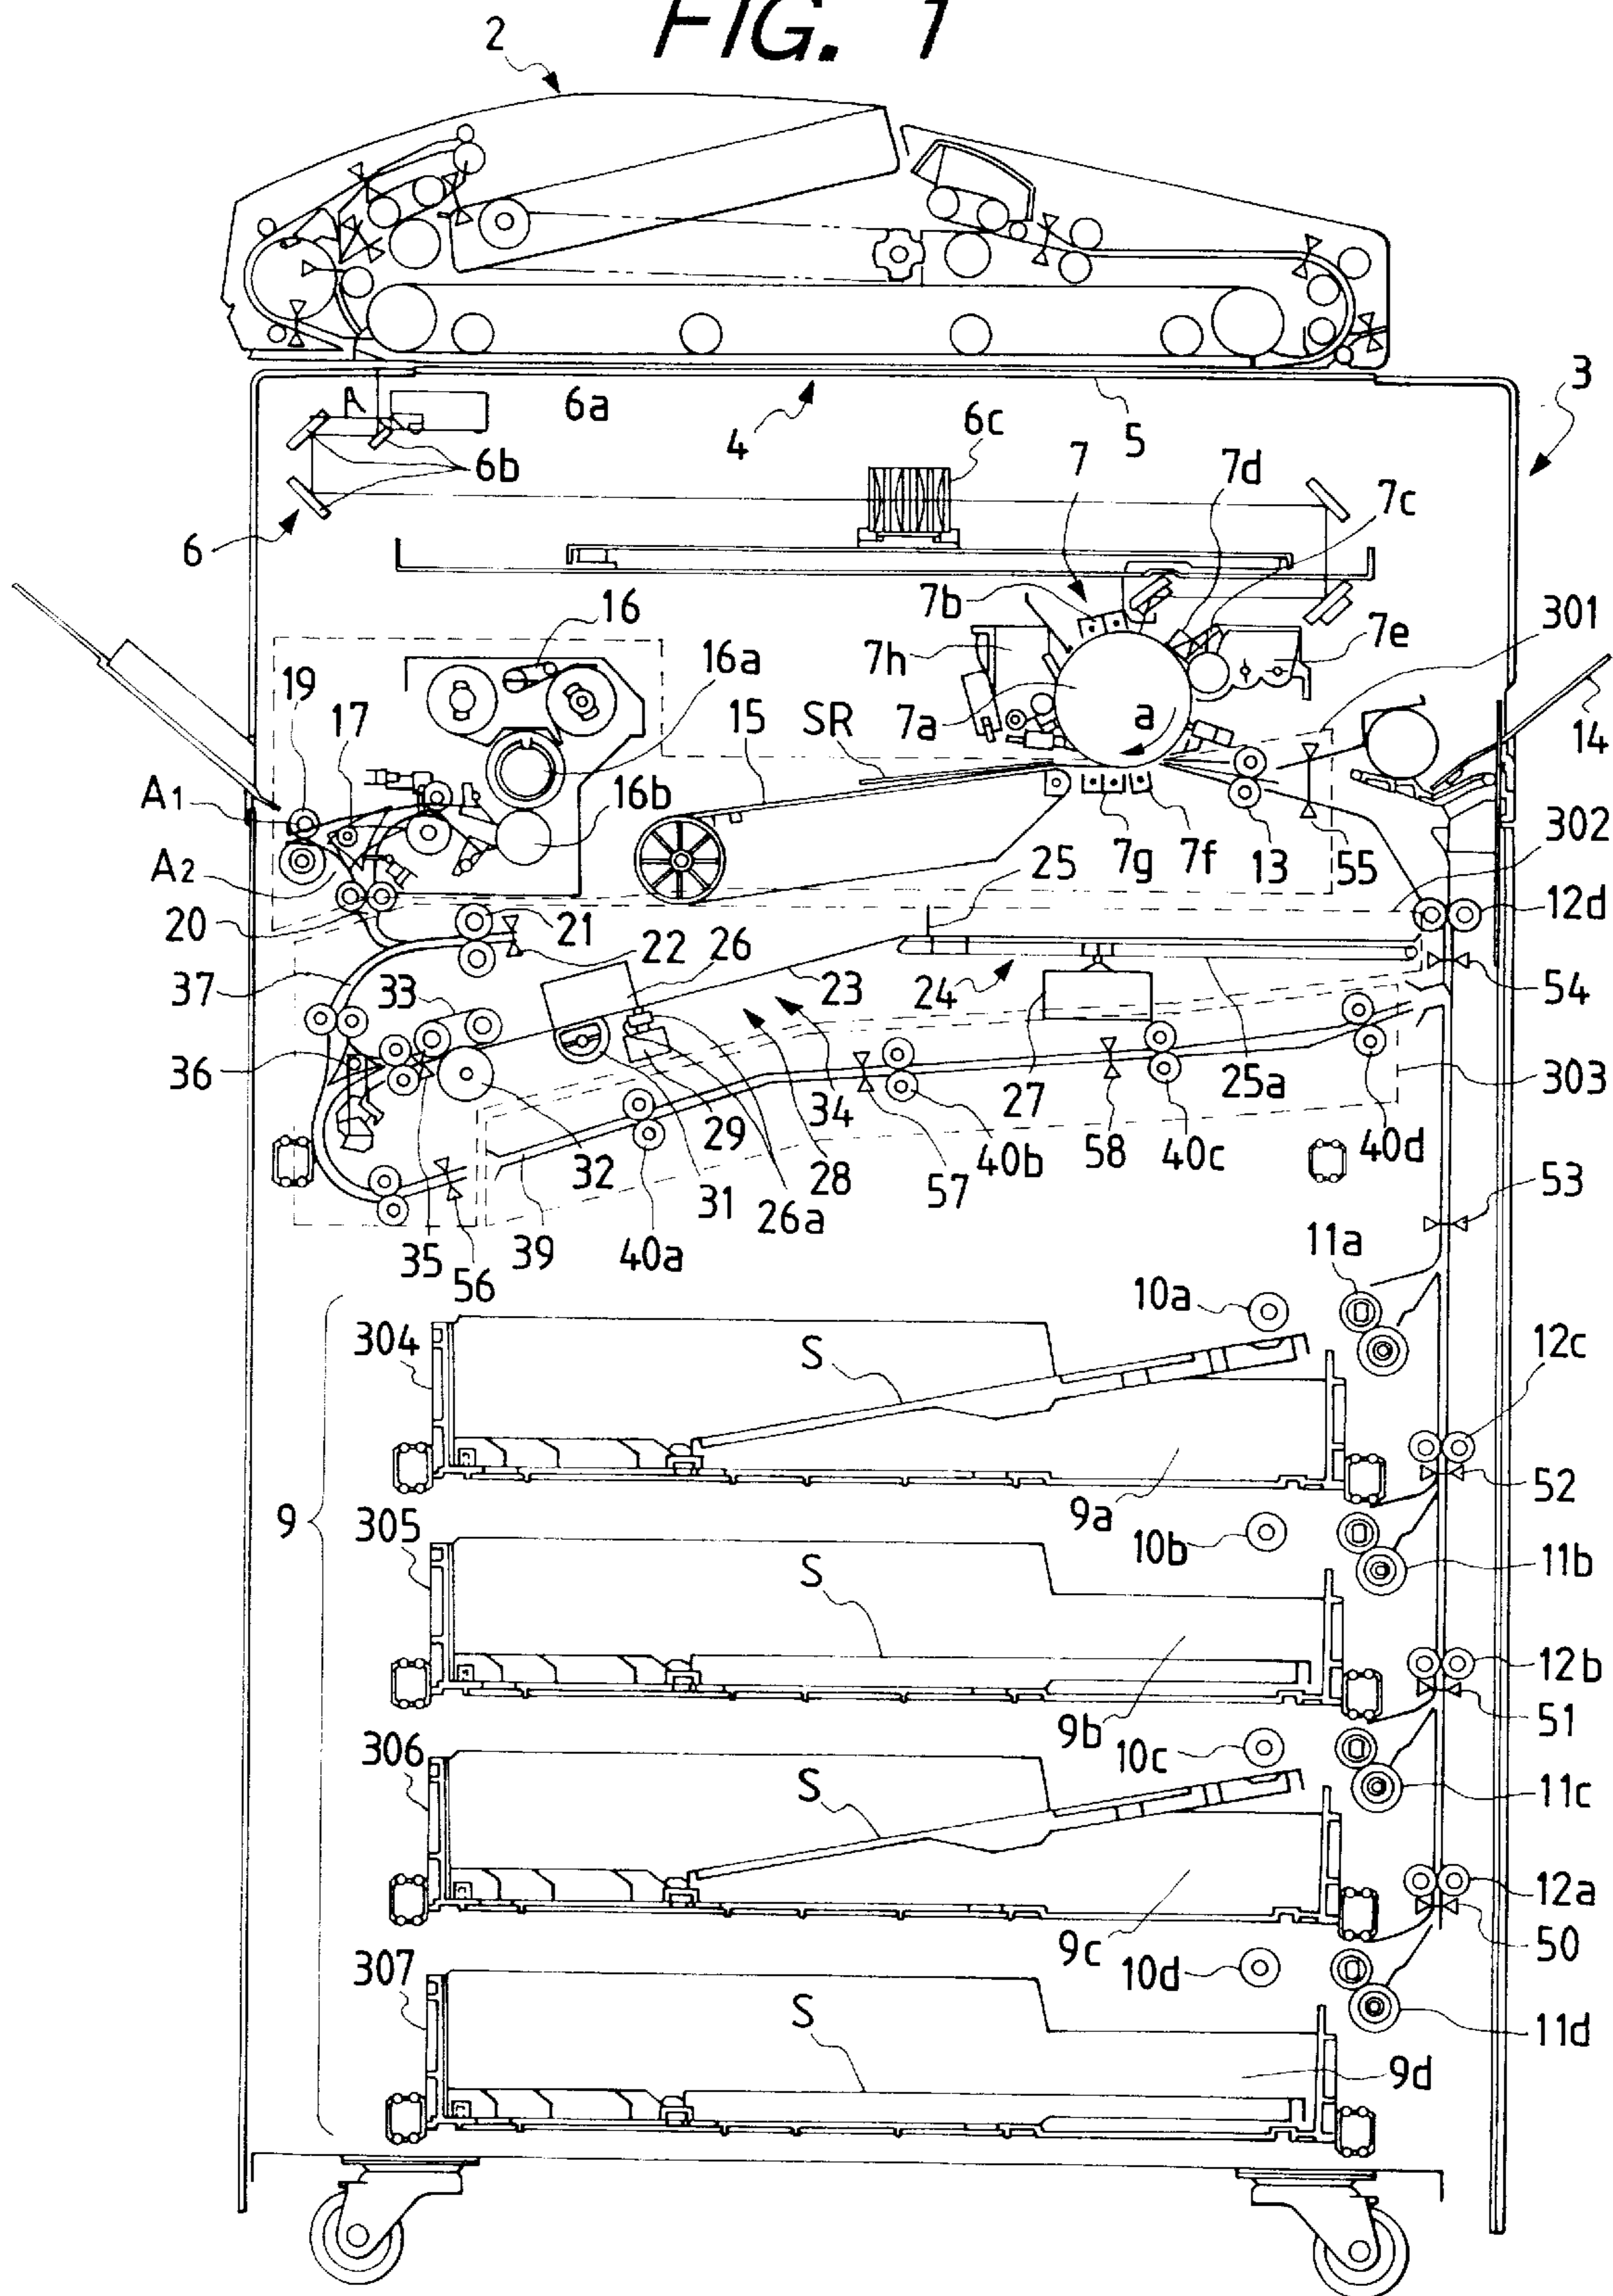 FIG. 1
2
3
6a
4
5
6c
6b
7
7d
7c
6
7b
301
16
7h
7e
16a
19
17
15
SR
7a
a
14
A1
16b
302
A2
25
7g
7f
13
55
12d
20
21
22
26
23
24
54
37
33
36
27
25a
303
34
29
28
32
31
26a
57
40b
58
40c
40d
53
35
56
39
40a
11a
10a
304
S
12c
52
9a
9
305
10b
S
11b
12b
51
9b
306
10c
S
11c
12a
50
9c
307
10d
S
11d
9d